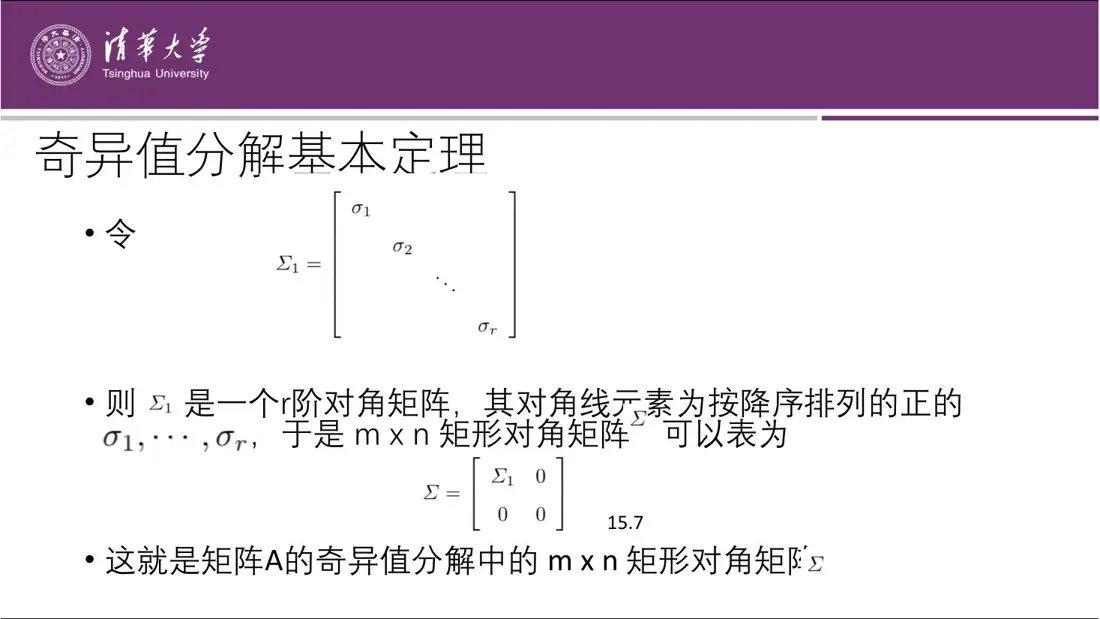 清华大学
Tsinghua University
奇异值分解基本定理
• 令
Σ₁ = [ σ₁ σ₂ ⋱ σᵣ ]
• 则 Σ₁ 是一个r阶对角矩阵，其对角线元素为按降序排列的正的
σ₁, ⋯ , σᵣ，于是 m x n 矩形对角矩阵 Σ 可以表为
Σ = [ Σ₁ 0
0 0 ]
15.7
• 这就是矩阵A的奇异值分解中的 m x n 矩形对角矩阵 Σ